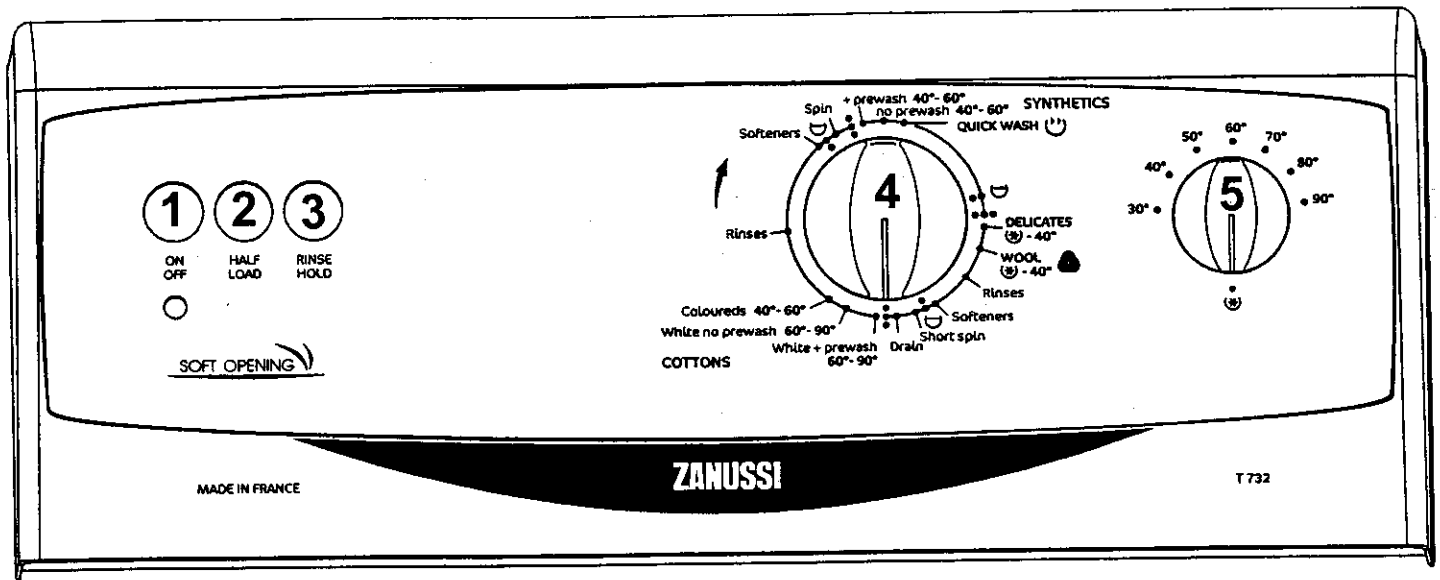 1 2 3
ON
OFF
HALF
LOAD
RINSE
HOLD
SOFT OPENING
4
+ prewash 40°- 60°
no prewash 40°- 60°
SYNTHETICS
QUICK WASH
DELICATES
- 40°
WOOL
- 40°
Rinses
Softeners
Short spin
Drain
White + prewash
60°- 90°
White no prewash 60°- 90°
Coloureds 40°- 60°
COTTONS
Rinses
Softeners
Spin
5
30°
40°
50°
60°
70°
80°
90°
MADE IN FRANCE
ZANUSSI
T 732